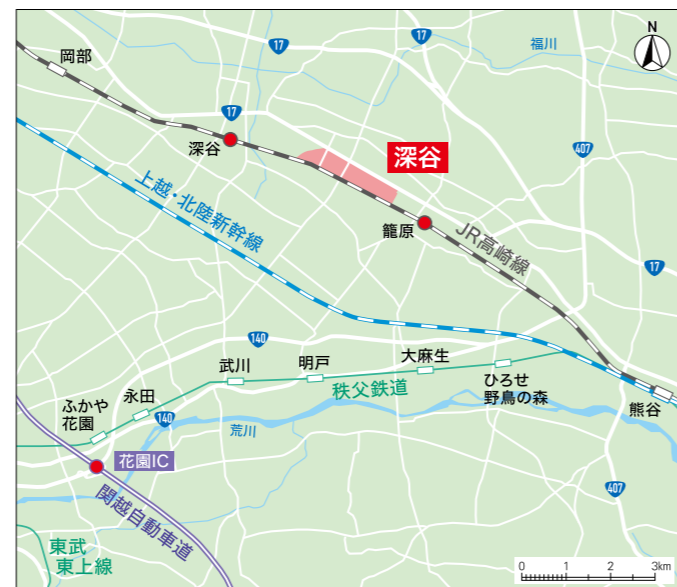 17
17
N
福川
岡部
17
407
深谷
深谷
上越・北陸新幹線
籠原
JR高崎線
17
140
武川
明戸
大麻生
ひろせ
野鳥の森
秩父鉄道
熊谷
永田
ふかや
花園
140
荒川
花園IC
関越自動車道
407
東武
東上線
0 1 2 3km